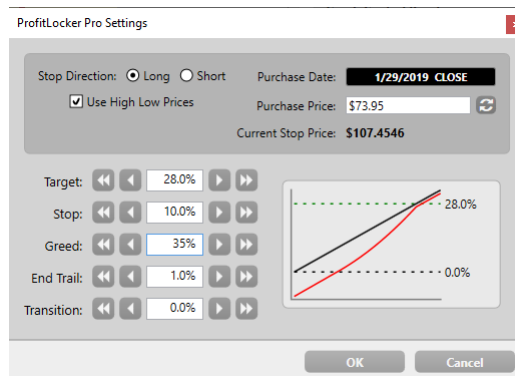 ProfitLocker Pro Settings
Stop Direction: Long Short Purchase Date: 1/29/2019 CLOSE
Use High Low Prices Purchase Price: $73.95
Current Stop Price: $107.4546
Target: 28.0%
Stop: 10.0%
Greed: 35%
End Trail: 1.0%
Transition: 0.0%
28.0%
0.0%
OK Cancel